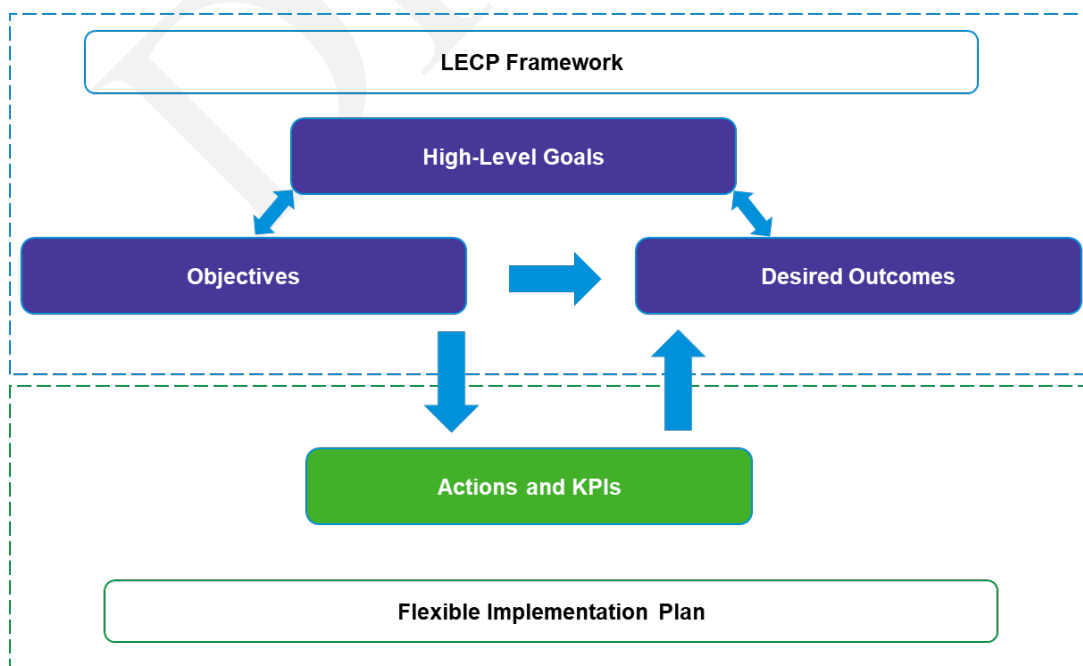 LECP Framework
High-Level Goals
Objectives
Desired Outcomes
Actions and KPIs
Flexible Implementation Plan